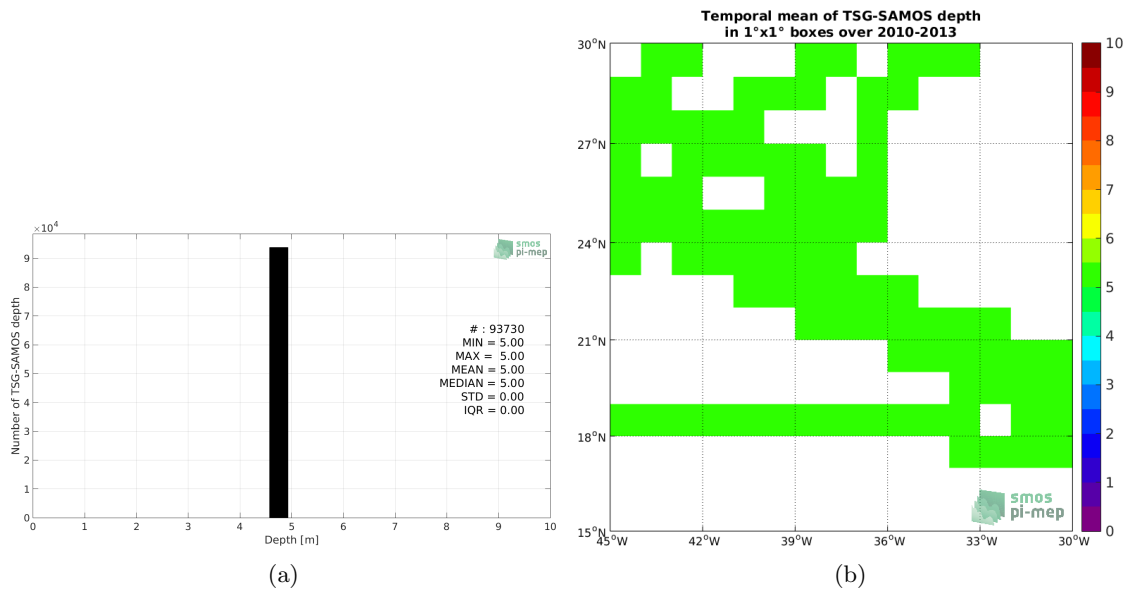 ×10⁴
9
8
7
6
5
4
3
2
1
0
Number of TSG-SAMOS depth
smos
pi-mep
# : 93730
MIN = 5.00
MAX = 5.00
MEAN = 5.00
MEDIAN = 5.00
STD = 0.00
IQR = 0.00
0 1 2 3 4 5 6 7 8 9 10
Depth [m]
(a)
Temporal mean of TSG-SAMOS depth
in 1°x1° boxes over 2010-2013
30°N
27°N
24°N
21°N
18°N
15°N
45°W 42°W 39°W 36°W 33°W 30°W
smos
pi-mep
10
9
8
7
6
5
4
3
2
1
0
(b)